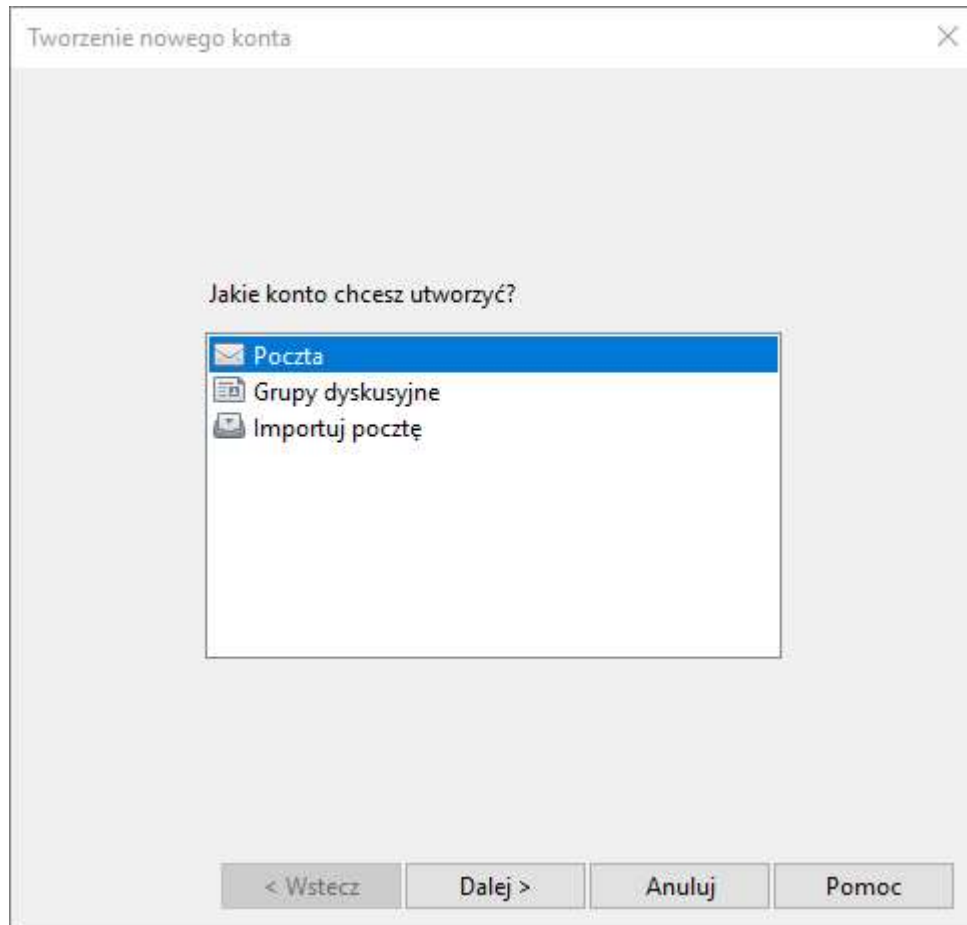 Tworzenie nowego konta
Jakie konto chcesz utworzyć?
Poczta
Grupy dyskusyjne
Importuj pocztę
< Wstecz Dalej > Anuluj Pomoc